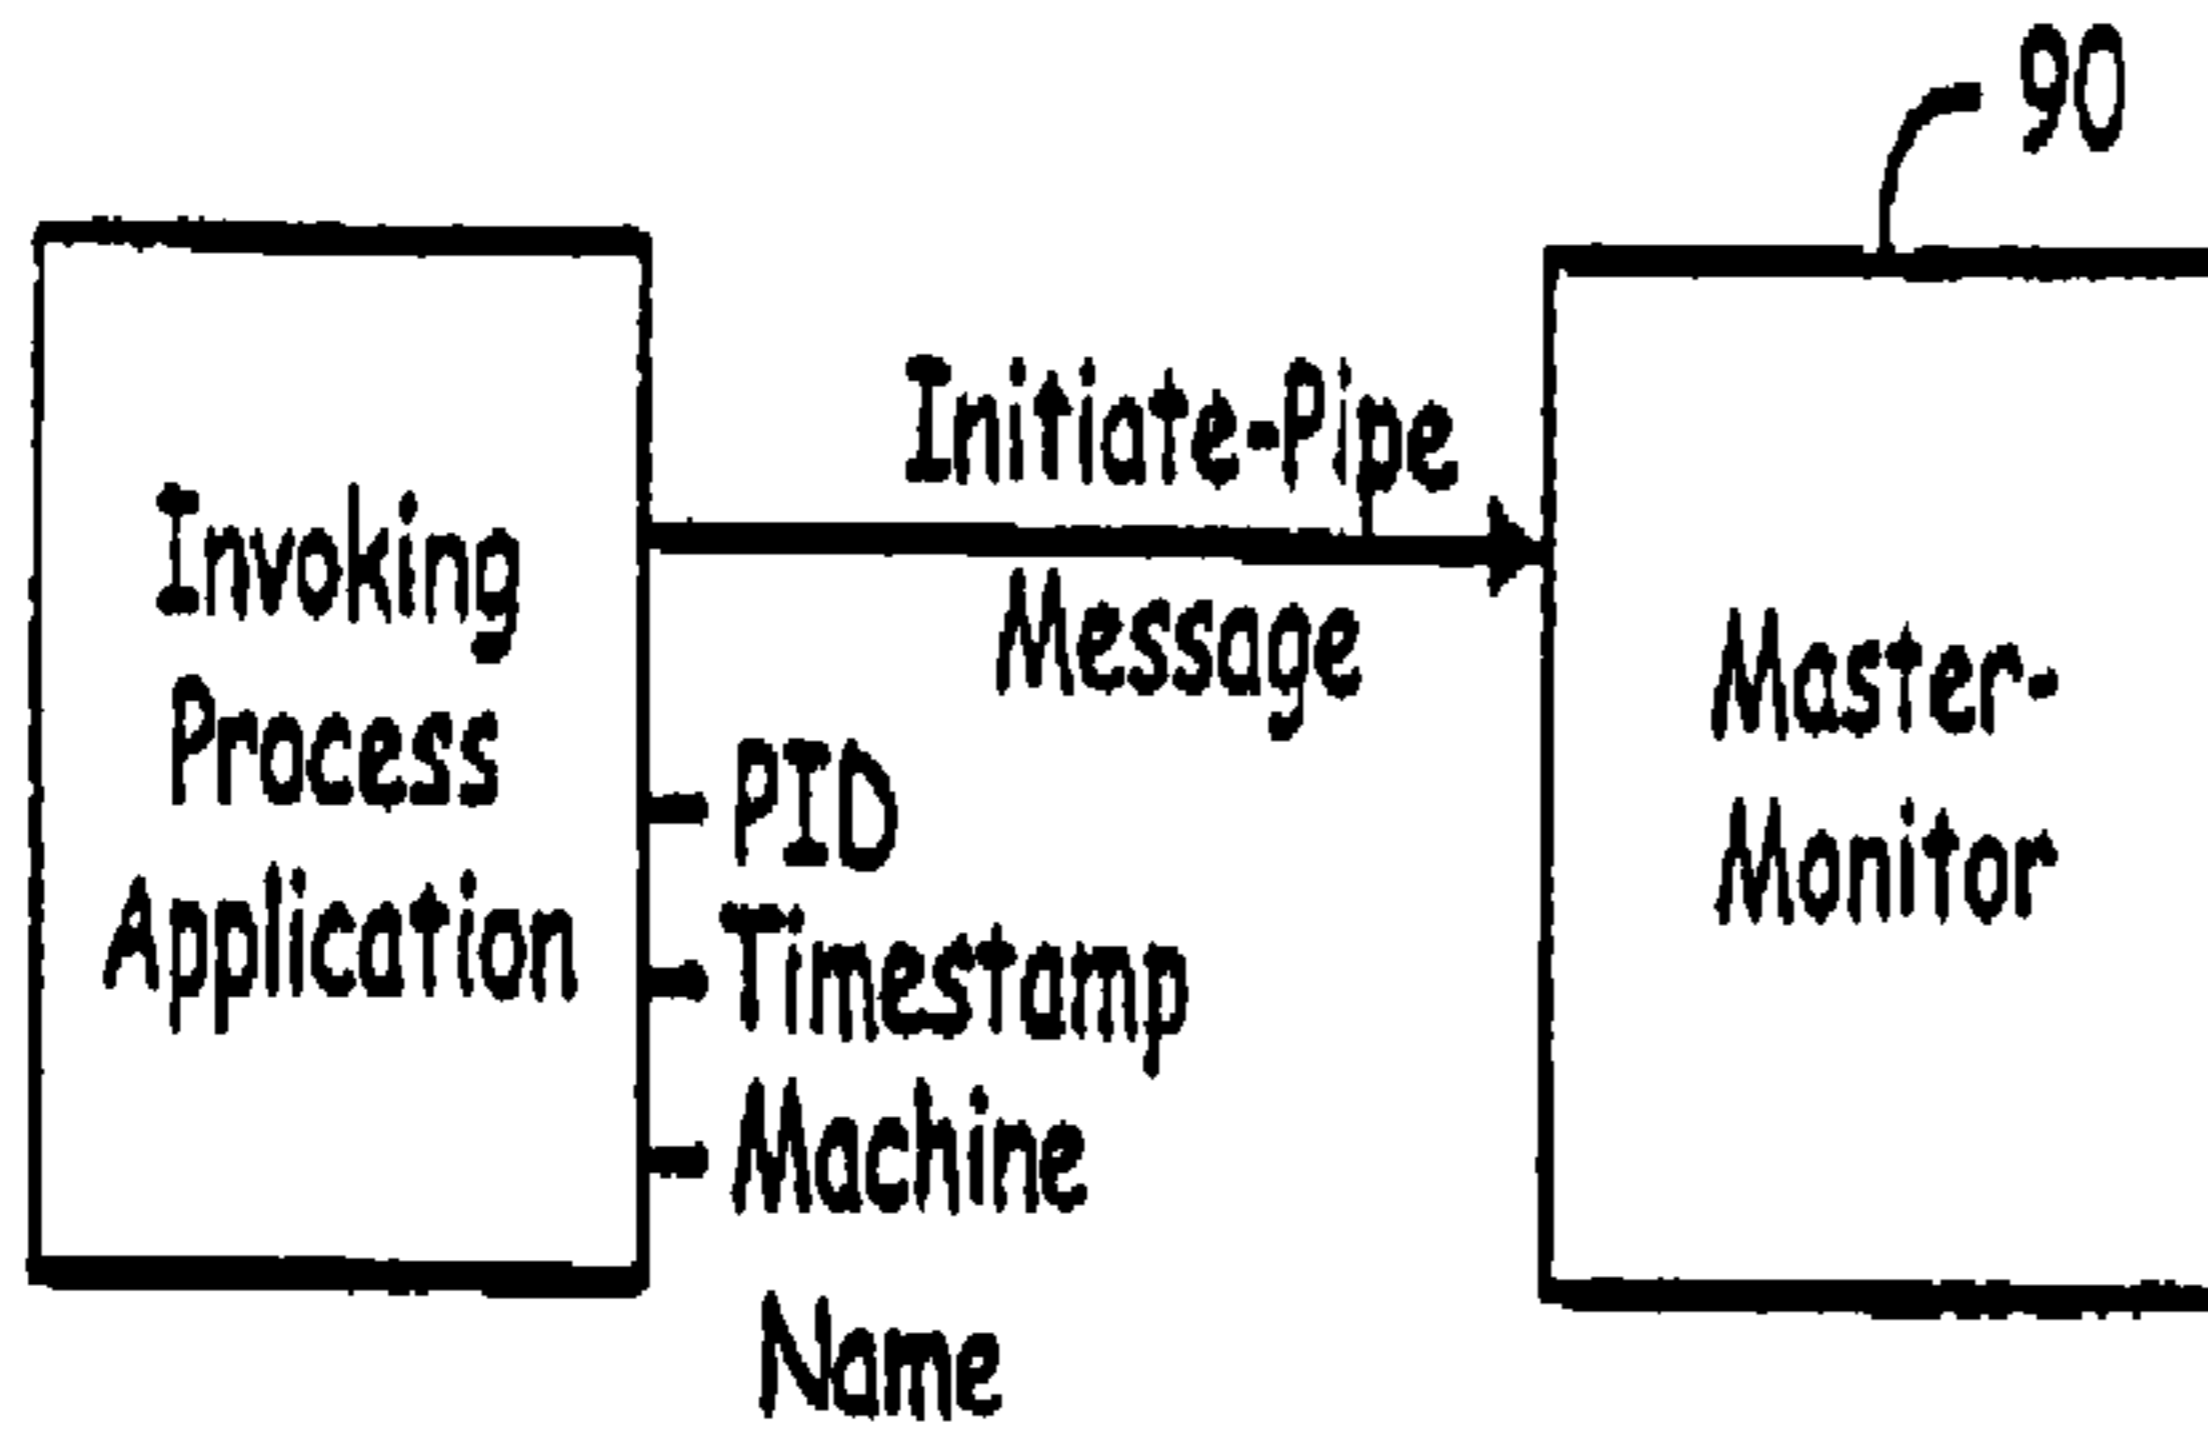 90
Invoking
Process
Application
Initiate-Pipe
Message
PID
Timestamp
Machine
Name
Master-
Monitor